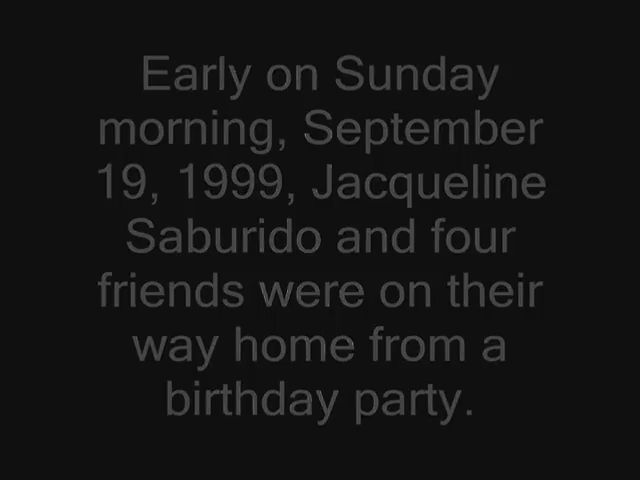 Early on Sunday
morning, September
19, 1999, Jacqueline
Saburido and four
friends were on their
way home from a
birthday party.